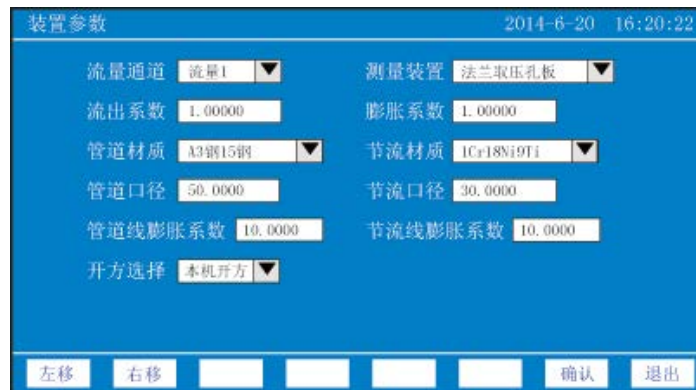 装置参数 2014-6-20 16:20:22
流量通道 流量1 测量装置 法兰取压孔板
流出系数 1.00000 膨胀系数 1.00000
管道材质 A3钢15钢 节流材质 1Cr18Ni9Ti
管道口径 50.0000 节流口径 30.0000
管道线膨胀系数 10.0000 节流线膨胀系数 10.0000
开方选择 本机开方
左移 右移 确认 退出